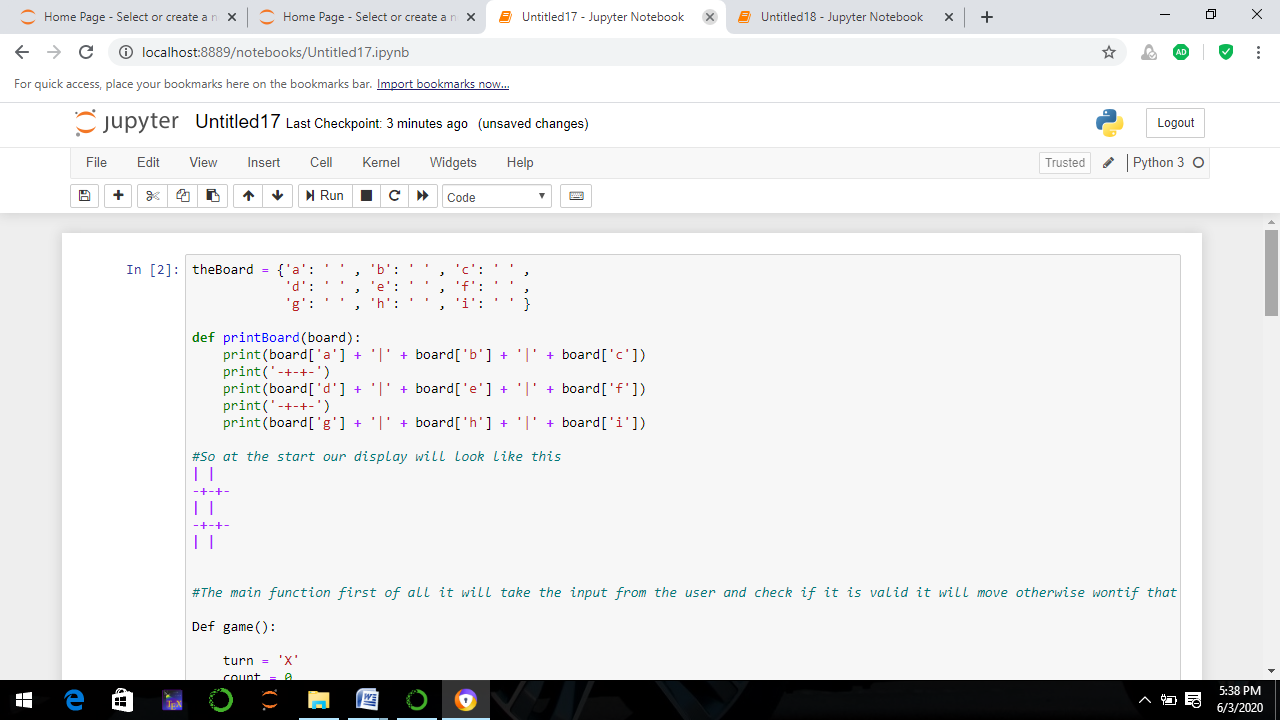 Home Page - Select or create a n
Home Page - Select or create a n
Untitled17 - Jupyter Notebook
Untitled18 - Jupyter Notebook
localhost:8889/notebooks/Untitled17.ipynb
AD
For quick access, place your bookmarks here on the bookmarks bar. Import bookmarks now...
jupyter Untitled17 Last Checkpoint: 3 minutes ago (unsaved changes)
Logout
File Edit View Insert Cell Kernel Widgets Help
Trusted Python 3
Run Code
In [2]: theBoard = {'a': ' ' , 'b': ' ' , 'c': ' ' ,
            'd': ' ' , 'e': ' ' , 'f': ' ' ,
            'g': ' ' , 'h': ' ' , 'i': ' ' }
def printBoard(board):
    print(board['a'] + '|' + board['b'] + '|' + board['c'])
    print('-+-+-')
    print(board['d'] + '|' + board['e'] + '|' + board['f'])
    print('-+-+-')
    print(board['g'] + '|' + board['h'] + '|' + board['i'])
#So at the start our display will look like this
| |
-+-+-
| |
-+-+-
| |
#The main function first of all it will take the input from the user and check if it is valid it will move otherwise wontif that
Def game():
    turn = 'X'
    count = 0
5:38 PM
6/3/2020